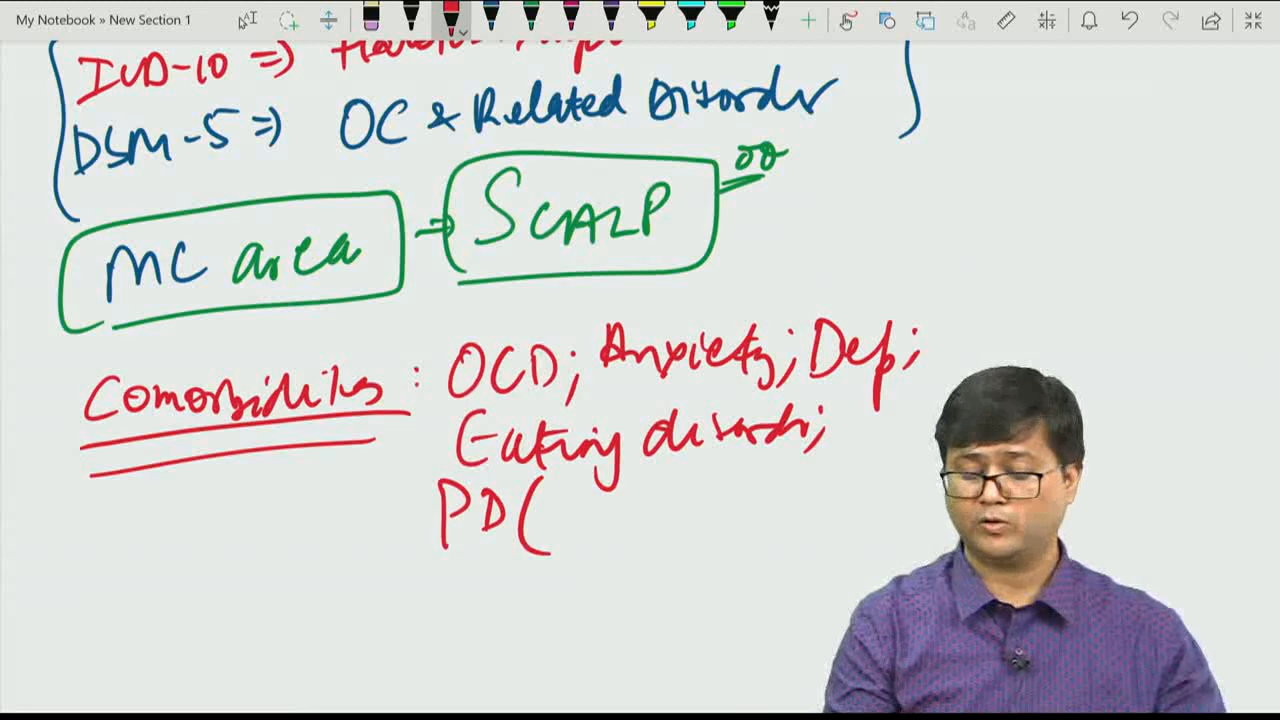 My Notebook » New Section 1
ICD-10 =>
DSM-5 => OC & Related Disorder
MC area → SCALP
Comorbidities : OCD; Anxiety; Dep;
Eating disorder;
PD(